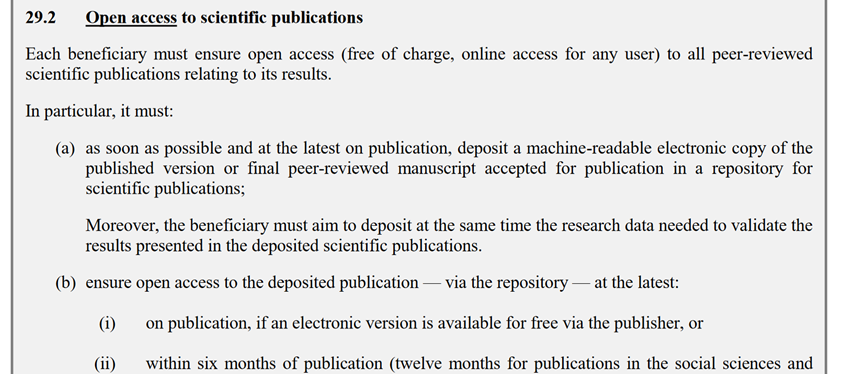 29.2 Open access to scientific publications
Each beneficiary must ensure open access (free of charge, online access for any user) to all peer-reviewed
scientific publications relating to its results.
In particular, it must:
(a) as soon as possible and at the latest on publication, deposit a machine-readable electronic copy of the
published version or final peer-reviewed manuscript accepted for publication in a repository for
scientific publications;
Moreover, the beneficiary must aim to deposit at the same time the research data needed to validate the
results presented in the deposited scientific publications.
(b) ensure open access to the deposited publication — via the repository — at the latest:
(i) on publication, if an electronic version is available for free via the publisher, or
(ii) within six months of publication (twelve months for publications in the social sciences and